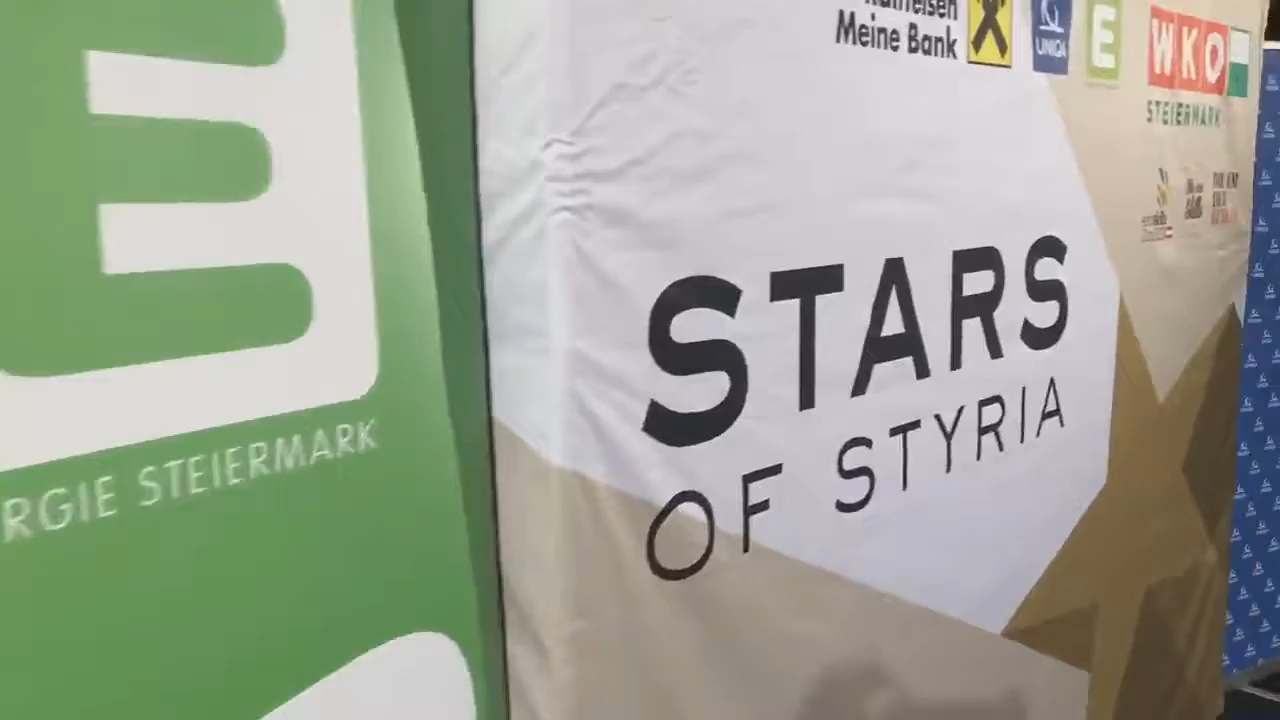 E
RGIE STEIERMARK
Raiffeisen
Meine Bank
UNIQA
E
WKO
STEIERMARK
STARS
OF STYRIA